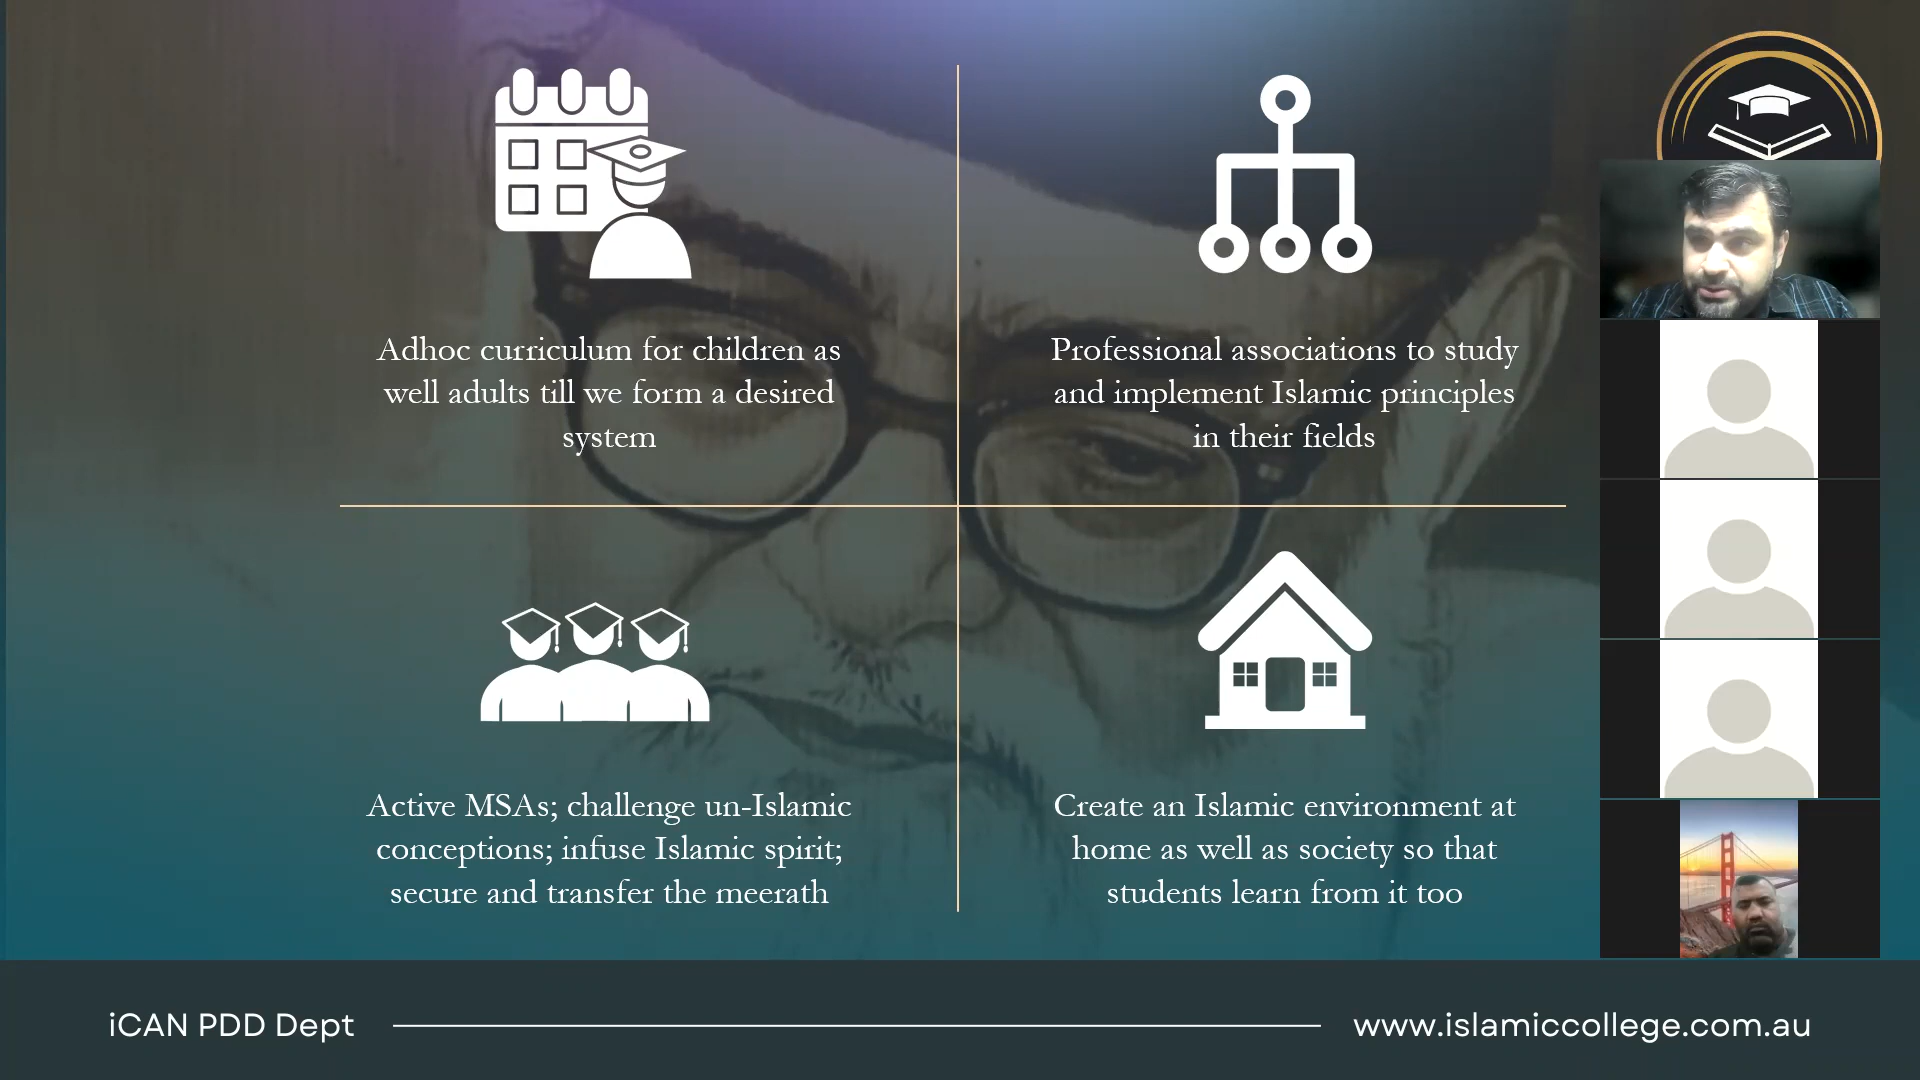 Adhoc curriculum for children as
well adults till we form a desired
system
Professional associations to study
and implement Islamic principles
in their fields
Active MSAs; challenge un-Islamic
conceptions; infuse Islamic spirit;
secure and transfer the meerath
Create an Islamic environment at
home as well as society so that
students learn from it too
iCAN PDD Dept
www.islamiccollege.com.au